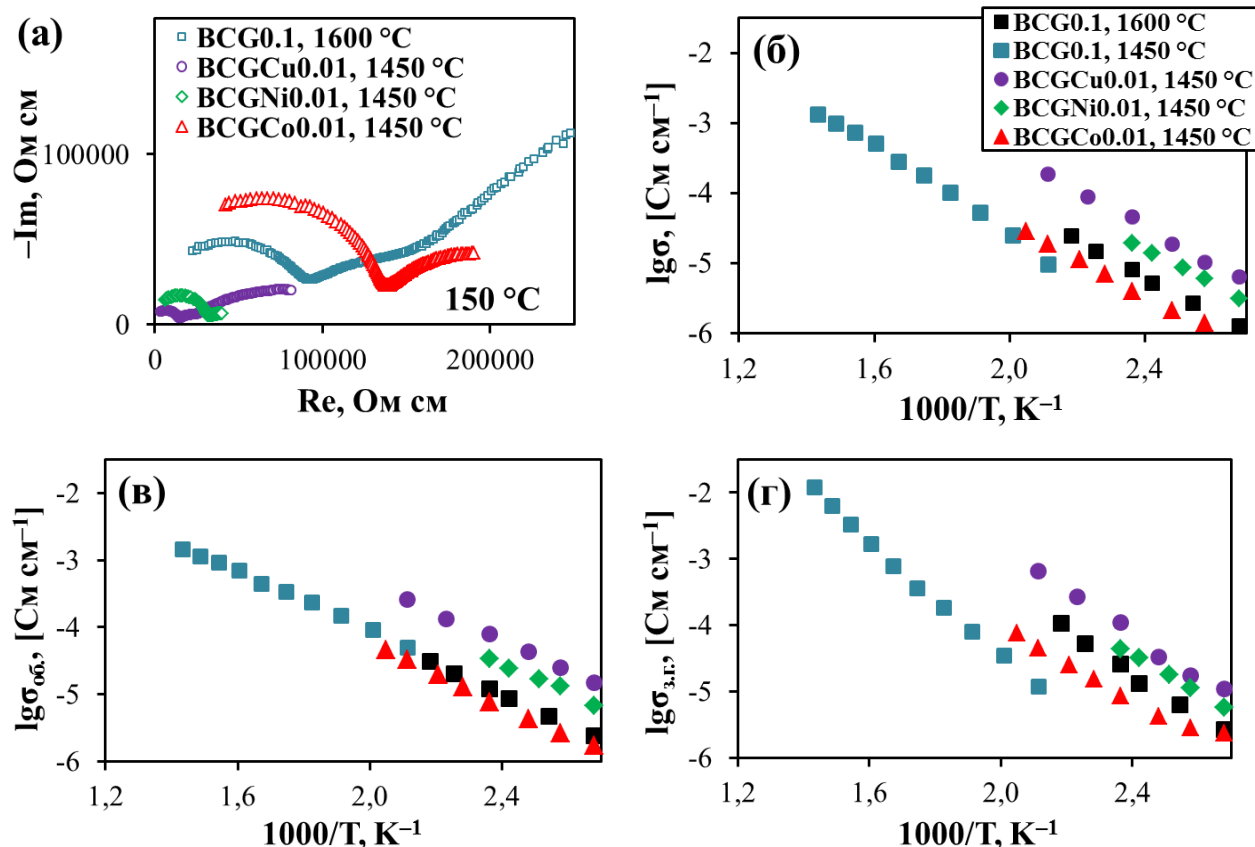 (а)
BCG0.1, 1600 °C
BCGCu0.01, 1450 °C
BCGNi0.01, 1450 °C
BCGCo0.01, 1450 °C
–Im, Ом см
100000
0
150 °C
0
100000
200000
Re, Ом см
(б)
BCG0.1, 1600 °C
BCG0.1, 1450 °C
BCGCu0.01, 1450 °C
BCGNi0.01, 1450 °C
BCGCo0.01, 1450 °C
lgσ, [См см⁻¹]
-2
-3
-4
-5
-6
1,2
1,6
2,0
2,4
1000/T, K⁻¹
(в)
lgσоб., [См см⁻¹]
-2
-3
-4
-5
-6
1,2
1,6
2,0
2,4
1000/T, K⁻¹
(г)
lgσз.г., [См см⁻¹]
-2
-3
-4
-5
-6
1,2
1,6
2,0
2,4
1000/T, K⁻¹